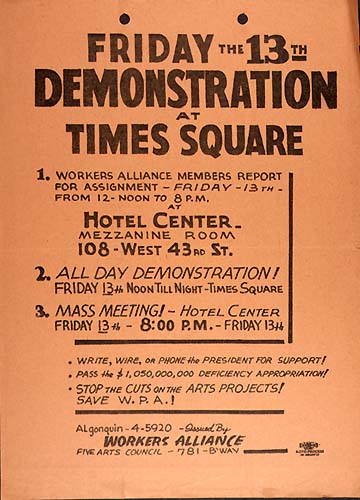 FRIDAY THE 13TH
DEMONSTRATION
AT
TIMES SQUARE
1. WORKERS ALLIANCE MEMBERS REPORT
FOR ASSIGNMENT - FRIDAY - 13TH -
FROM 12- NOON TO 8 P.M.
AT
HOTEL CENTER -
MEZZANINE ROOM
108 - WEST 43RD ST.
2. ALL DAY DEMONSTRATION!
FRIDAY 13th NOON TILL NIGHT - TIMES SQUARE
3. MASS MEETING! - HOTEL CENTER
FRIDAY 13th - 8:00 P.M. - FRIDAY 13th
• WRITE, WIRE, OR PHONE the PRESIDENT FOR SUPPORT!
• PASS the $1,050,000,000 DEFICIENCY APPROPRIATION!
• STOP THE CUTS ON THE ARTS PROJECTS!
SAVE W.P.A.!
ALgonquin - 4-5920 - Issued By
WORKERS ALLIANCE
FIVE ARTS COUNCIL - 781 - B'WAY